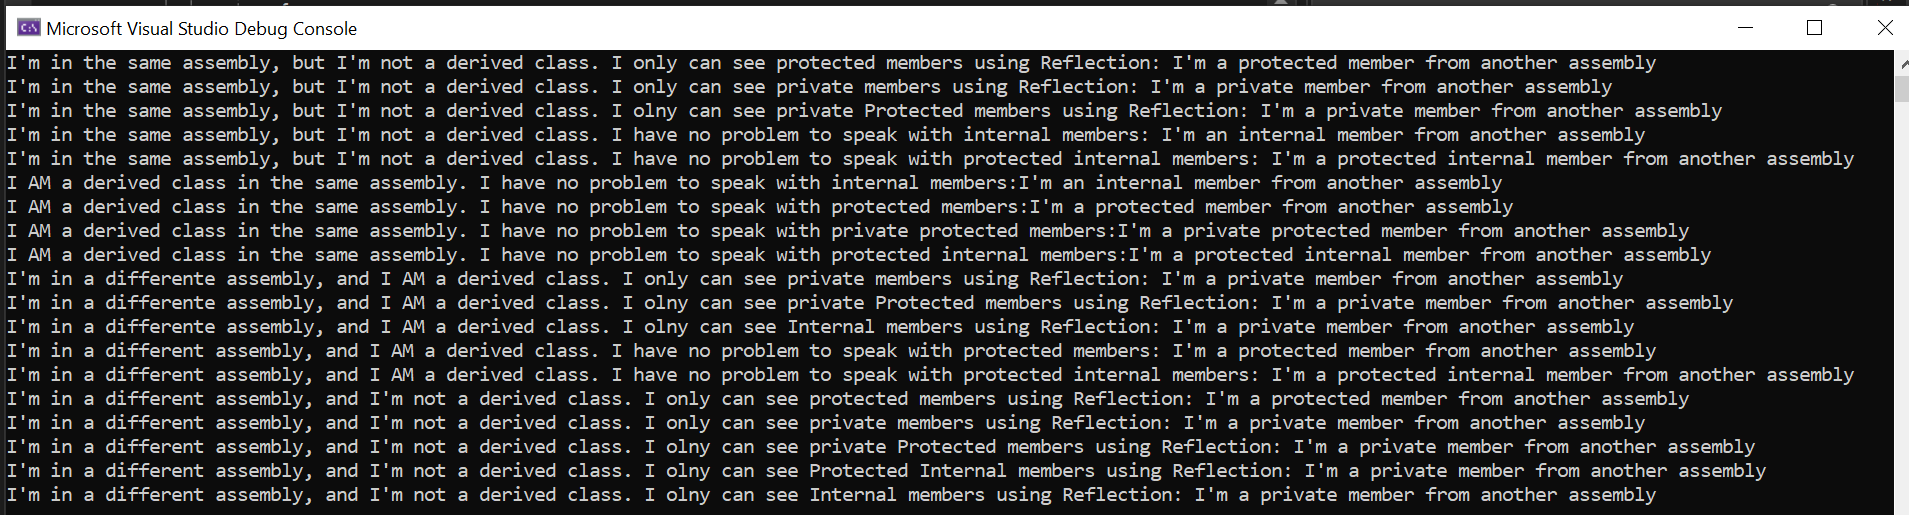 Microsoft Visual Studio Debug Console
I'm in the same assembly, but I'm not a derived class. I only can see protected members using Reflection: I'm a protected member from another assembly
I'm in the same assembly, but I'm not a derived class. I only can see private members using Reflection: I'm a private member from another assembly
I'm in the same assembly, but I'm not a derived class. I olny can see private Protected members using Reflection: I'm a private member from another assembly
I'm in the same assembly, but I'm not a derived class. I have no problem to speak with internal members: I'm an internal member from another assembly
I'm in the same assembly, but I'm not a derived class. I have no problem to speak with protected internal members: I'm a protected internal member from another assembly
I AM a derived class in the same assembly. I have no problem to speak with internal members:I'm an internal member from another assembly
I AM a derived class in the same assembly. I have no problem to speak with protected members:I'm a protected member from another assembly
I AM a derived class in the same assembly. I have no problem to speak with private protected members:I'm a private protected member from another assembly
I AM a derived class in the same assembly. I have no problem to speak with protected internal members:I'm a protected internal member from another assembly
I'm in a differente assembly, and I AM a derived class. I only can see private members using Reflection: I'm a private member from another assembly
I'm in a differente assembly, and I AM a derived class. I olny can see private Protected members using Reflection: I'm a private member from another assembly
I'm in a differente assembly, and I AM a derived class. I olny can see Internal members using Reflection: I'm a private member from another assembly
I'm in a different assembly, and I AM a derived class. I have no problem to speak with protected members: I'm a protected member from another assembly
I'm in a different assembly, and I AM a derived class. I have no problem to speak with protected internal members: I'm a protected internal member from another assembly
I'm in a different assembly, and I'm not a derived class. I only can see protected members using Reflection: I'm a protected member from another assembly
I'm in a different assembly, and I'm not a derived class. I only can see private members using Reflection: I'm a private member from another assembly
I'm in a different assembly, and I'm not a derived class. I olny can see private Protected members using Reflection: I'm a private member from another assembly
I'm in a different assembly, and I'm not a derived class. I olny can see Protected Internal members using Reflection: I'm a private member from another assembly
I'm in a different assembly, and I'm not a derived class. I olny can see Internal members using Reflection: I'm a private member from another assembly